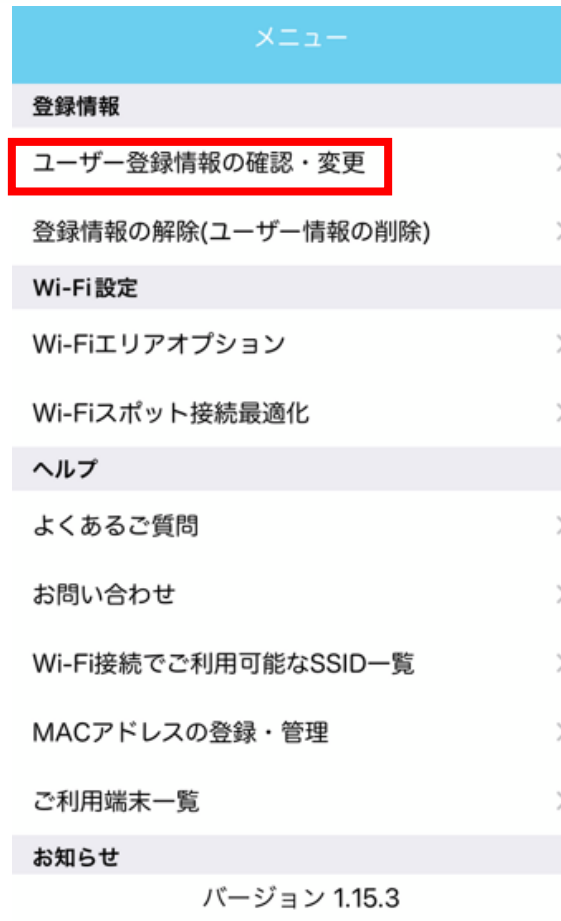 メニュー
登録情報
ユーザー登録情報の確認・変更
登録情報の解除(ユーザー情報の削除)
Wi-Fi設定
Wi-Fiエリアオプション
Wi-Fiスポット接続最適化
ヘルプ
よくあるご質問
お問い合わせ
Wi-Fi接続でご利用可能なSSID一覧
MACアドレスの登録・管理
ご利用端末一覧
お知らせ
バージョン 1.15.3